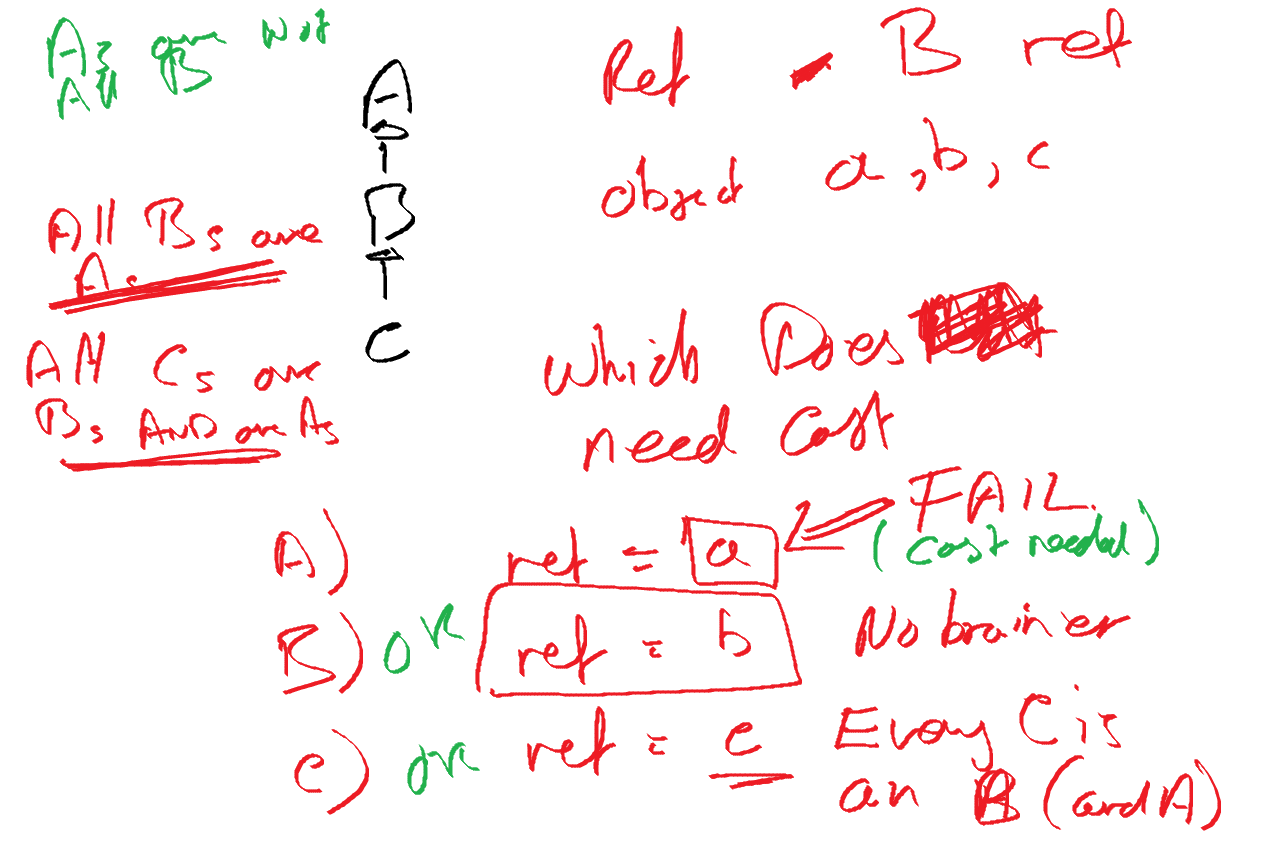 As are not
All B
All Bs are
As
All Cs are
Bs AND are As
A
B
C
Ref - B ref
object a, b, c
which Does
need Cast
A) ref = a FAIL.
(cast needed)
B) OK ref = b No brainer
C) OK ref = c Every C is
an B (and A)